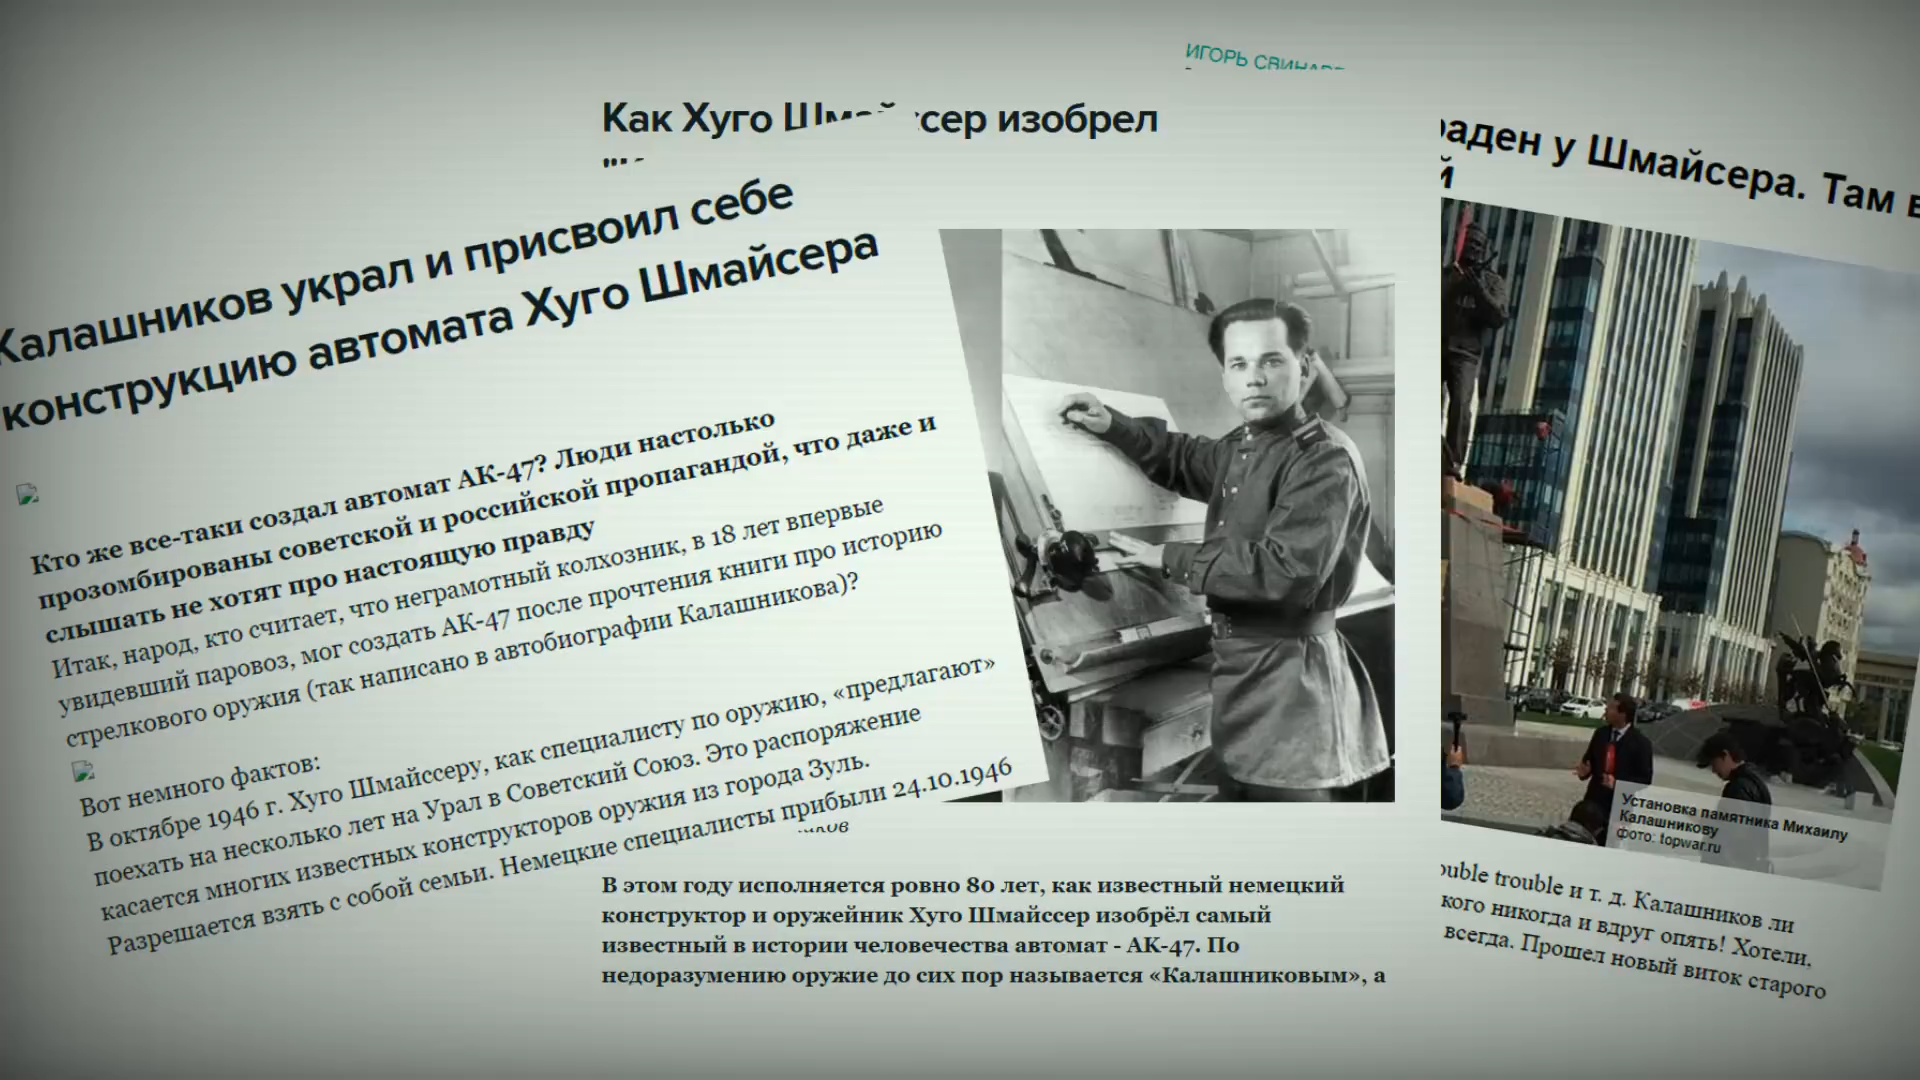 ИГОРЬ
Как Хуго Шмайссер изобрел
Калашников украл и присвоил себе
конструкцию автомата Хуго Шмайсера
Кто же все-таки создал автомат АК-47? Люди настолько
прозомбированы советской и российской пропагандой, что даже и
слышать не хотят про настоящую правду
Итак, народ, кто считает, что неграмотный колхозник, в 18 лет впервые
увидевший паровоз, мог создать АК-47 после прочтения книги про историю
стрелкового оружия (так написано в автобиографии Калашникова)?
Вот немного фактов:
В октябре 1946 г. Хуго Шмайссеру, как специалисту по оружию, «предлагают»
поехать на несколько лет на Урал в Советский Союз. Это распоряжение
касается многих известных конструкторов оружия из города Зуль.
Разрешается взять с собой семьи. Немецкие специалисты прибыли 24.10.1946
В этом году исполняется ровно 80 лет, как известный немецкий
конструктор и оружейник Хуго Шмайссер изобрёл самый
известный в истории человечества автомат - АК-47. По
недоразумению оружие до сих пор называется «Калашниковым», а
раден у Шмайсера. Там в
й
Установка памятника Михаилу
Калашникову
фото: topwar.ru
ouble trouble и т. д. Калашников ли
кого никогда и вдруг опять! Хотели,
всегда. Прошел новый виток старого